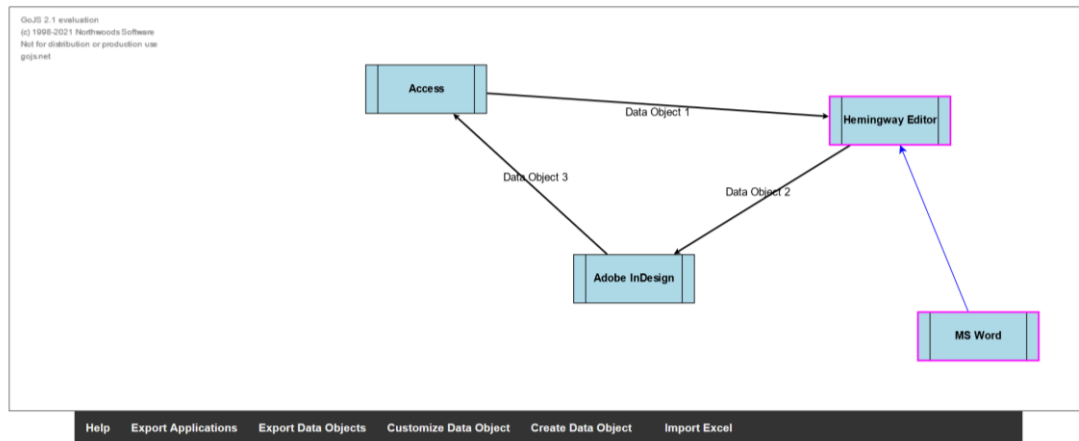 GoJS 2.1 evaluation
(c) 1998-2021 Northwoods Software
Not for distribution or production use
gojs.net
Access
Data Object 1
Hemingway Editor
Data Object 3
Data Object 2
Adobe InDesign
MS Word
Help Export Applications Export Data Objects Customize Data Object Create Data Object Import Excel